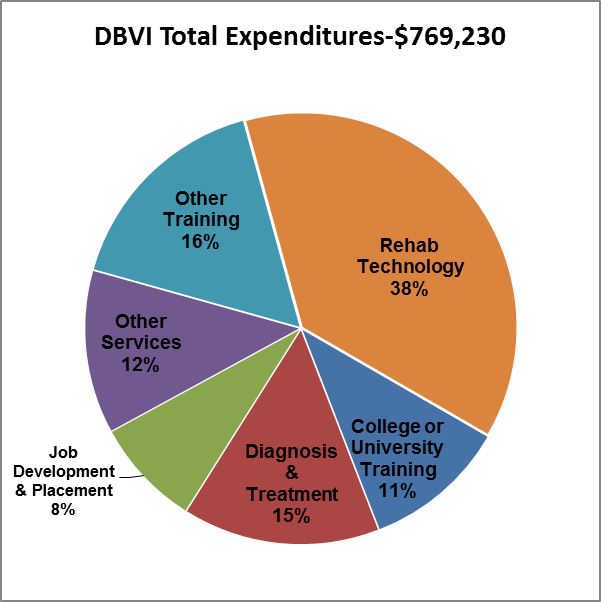 DBVI Total Expenditures-$769,230
Other
Training
16%
Rehab
Technology
38%
Other
Services
12%
College or
University
Training
11%
Diagnosis
&
Treatment
15%
Job
Development
& Placement
8%